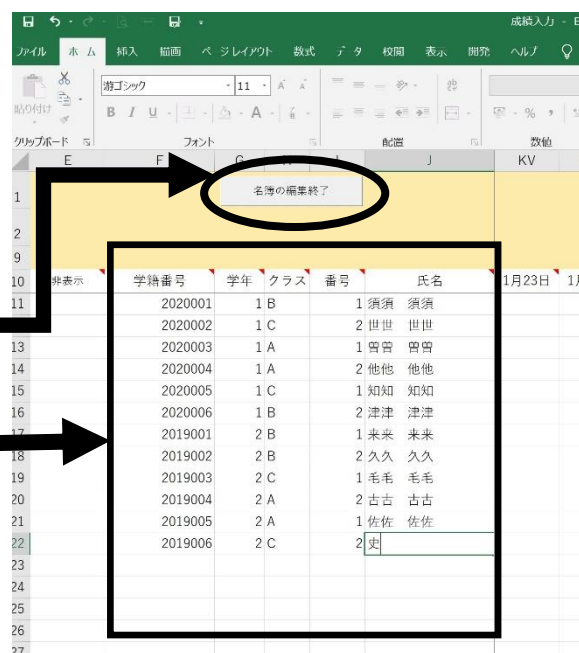 成績入力 - E
ファイル ホーム 挿入 描画 ページレイアウト 数式 データ 校閲 表示 開発 ヘルプ
貼り付け 游ゴシック 11 A A
B I U A % ,
クリップボード フォント 配置 数値
E F G H I J KV
1 名簿の編集終了
2
9
10 非表示 学籍番号 学年 クラス 番号 氏名 1月23日
11 2020001 1 B 1 須須 須須
2020002 1 C 2 世世 世世
13 2020003 1 A 1 曽曽 曽曽
14 2020004 1 A 2 他他 他他
15 2020005 1 C 1 知知 知知
16 2020006 1 B 2 津津 津津
17 2019001 2 B 1 来来 来来
18 2019002 2 B 2 久久 久久
19 2019003 2 C 1 毛毛 毛毛
20 2019004 2 A 2 古古 古古
21 2019005 2 A 1 佐佐 佐佐
22 2019006 2 C 2 史
23
24
25
26
27